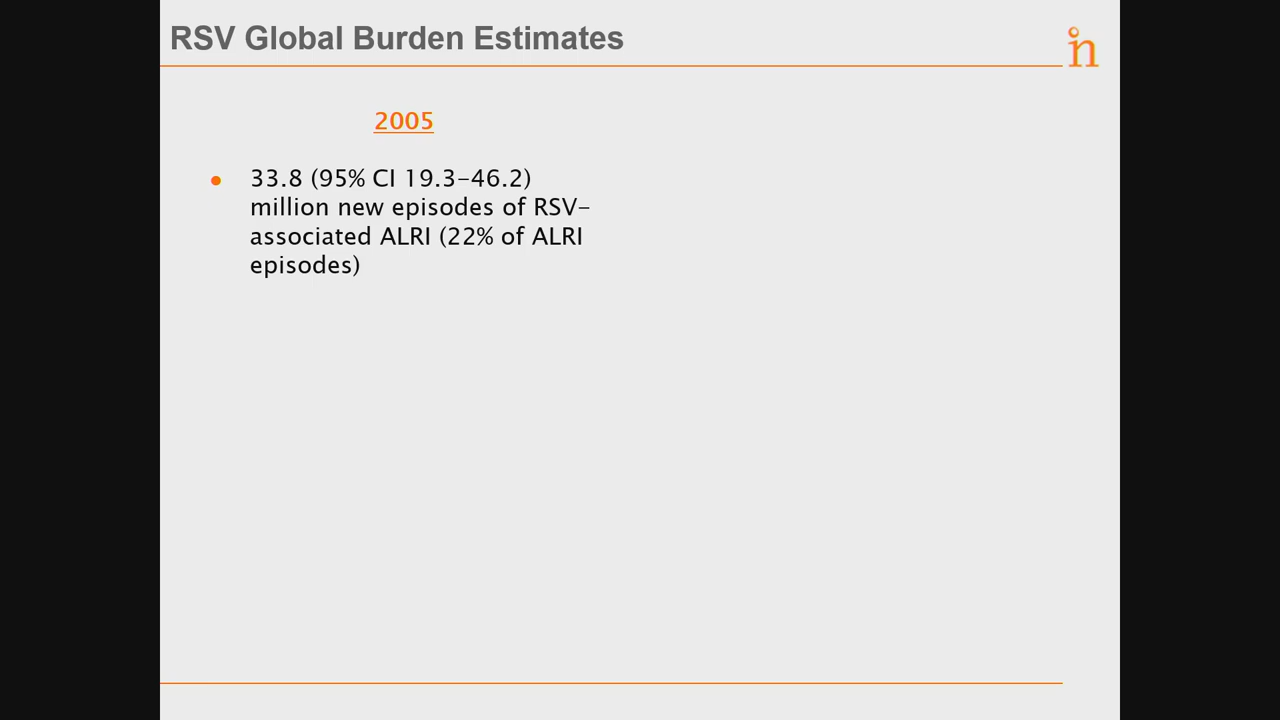 RSV Global Burden Estimates
in
2005
• 33.8 (95% CI 19.3–46.2)
million new episodes of RSV-
associated ALRI (22% of ALRI
episodes)